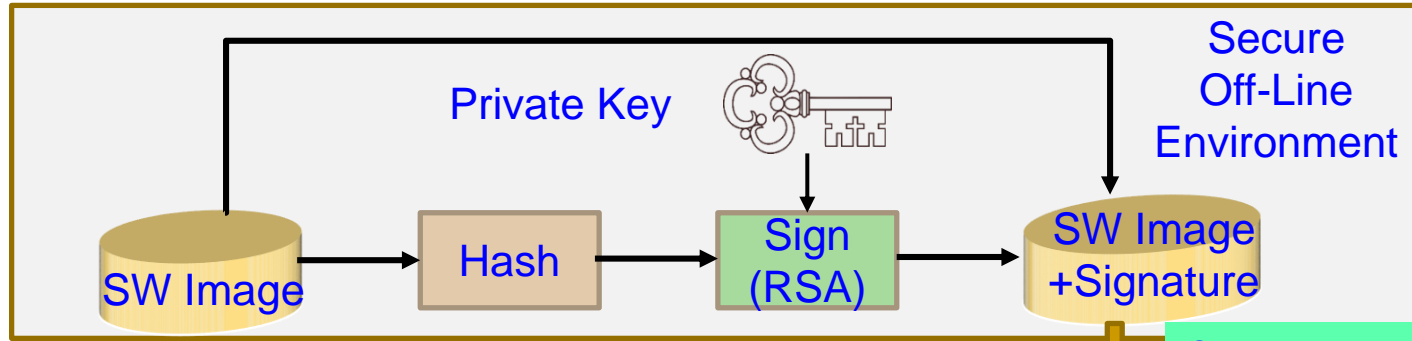 Secure
Off-Line
Environment
Private Key
SW Image
Hash
Sign
(RSA)
SW Image
+Signature